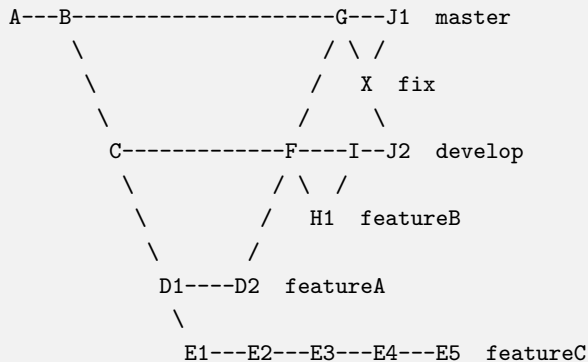 A---B---------------------G---J1  master
     \                   / \ /
      \                 /   X  fix
       \               /     \
        C-------------F----I--J2  develop
         \           / \  /
          \         /   H1  featureB
           \       /
            D1----D2  featureA
             \
              E1---E2---E3---E4---E5  featureC